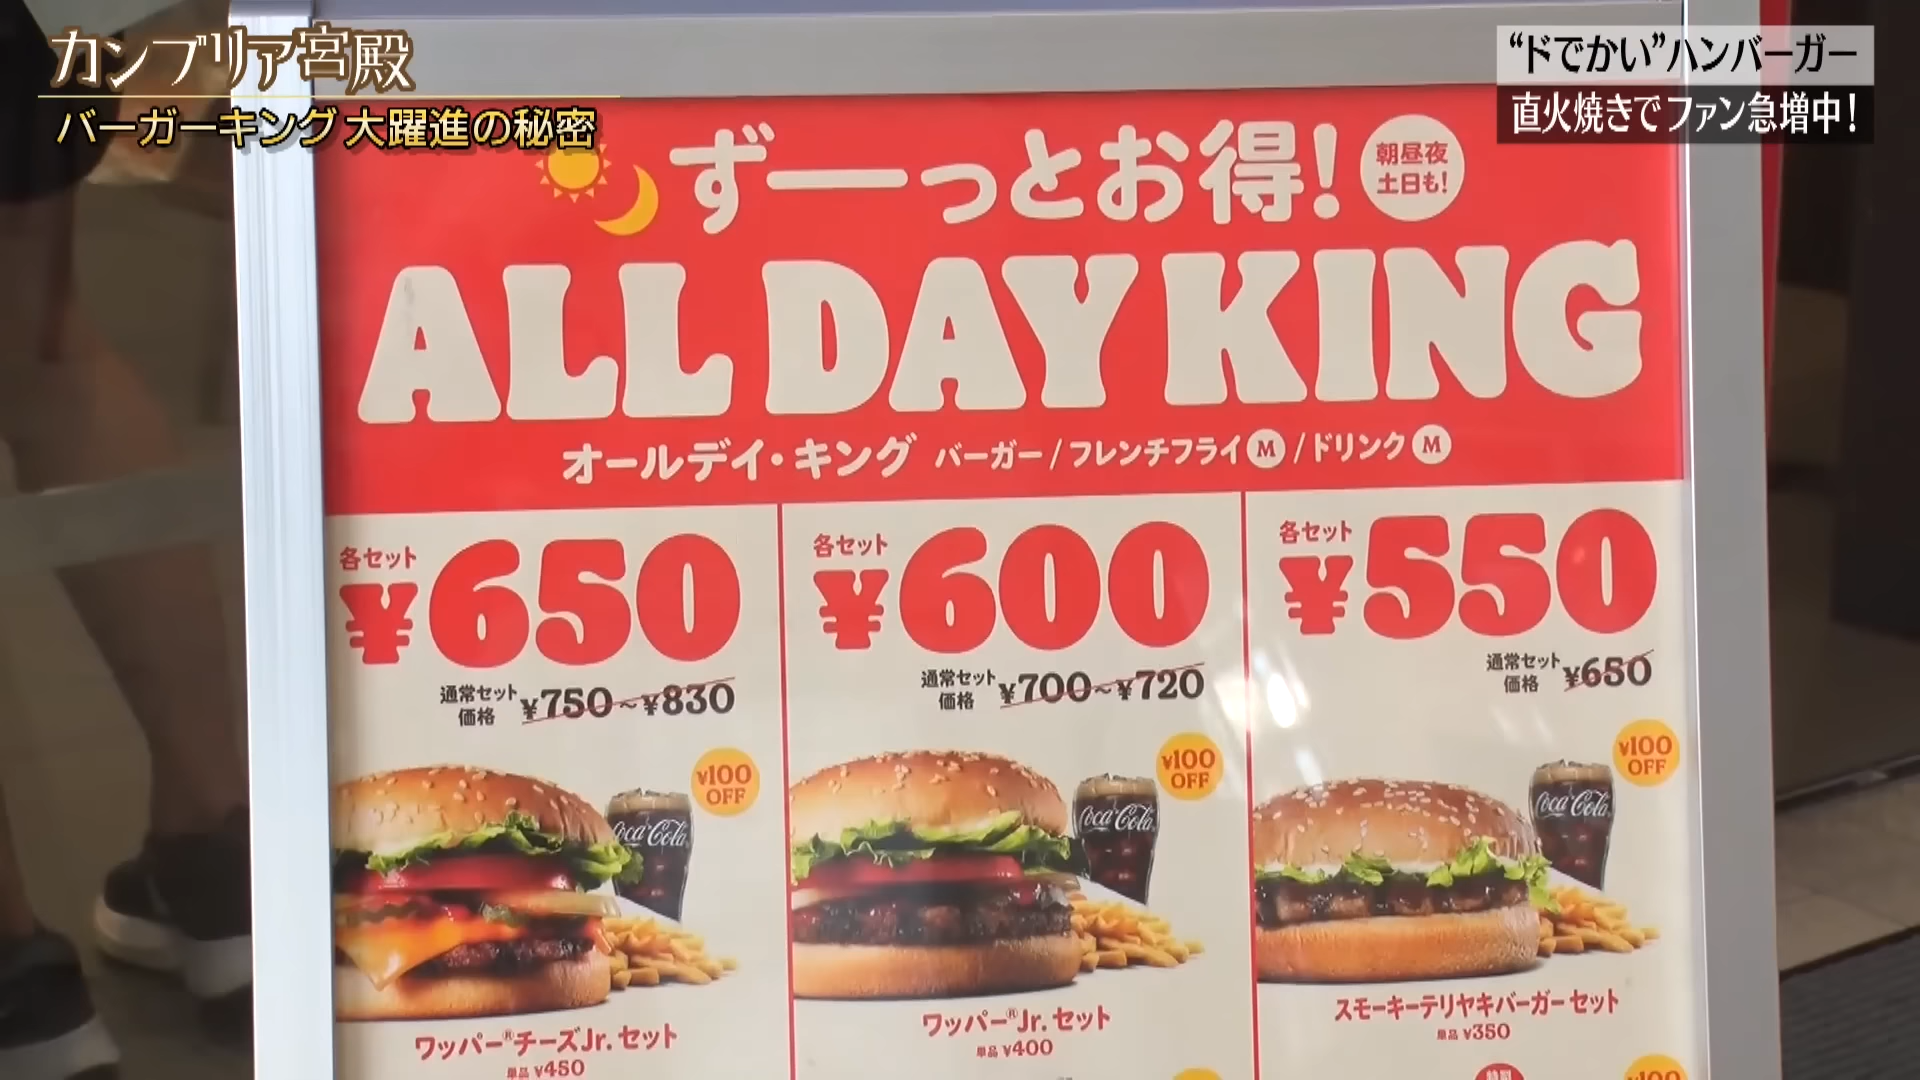 カンブリア宮殿
バーガーキング 大躍進の秘密
“ドでかい”ハンバーガー
直火焼きでファン急増中！
ずーっとお得！
朝昼夜
土日も！
ALL DAY KING
オールデイ・キング バーガー/フレンチフライM/ドリンクM
各セット
¥650
通常セット
価格
¥750～¥830
¥100
OFF
Coca-Cola
ワッパー®チーズJr.セット
単品 ¥450
各セット
¥600
通常セット
価格
¥700～¥720
¥100
OFF
Coca-Cola
ワッパー®Jr.セット
単品 ¥400
各セット
¥550
通常セット
価格
¥650
¥100
OFF
Coca-Cola
スモーキーテリヤキバーガーセット
単品 ¥350
¥100